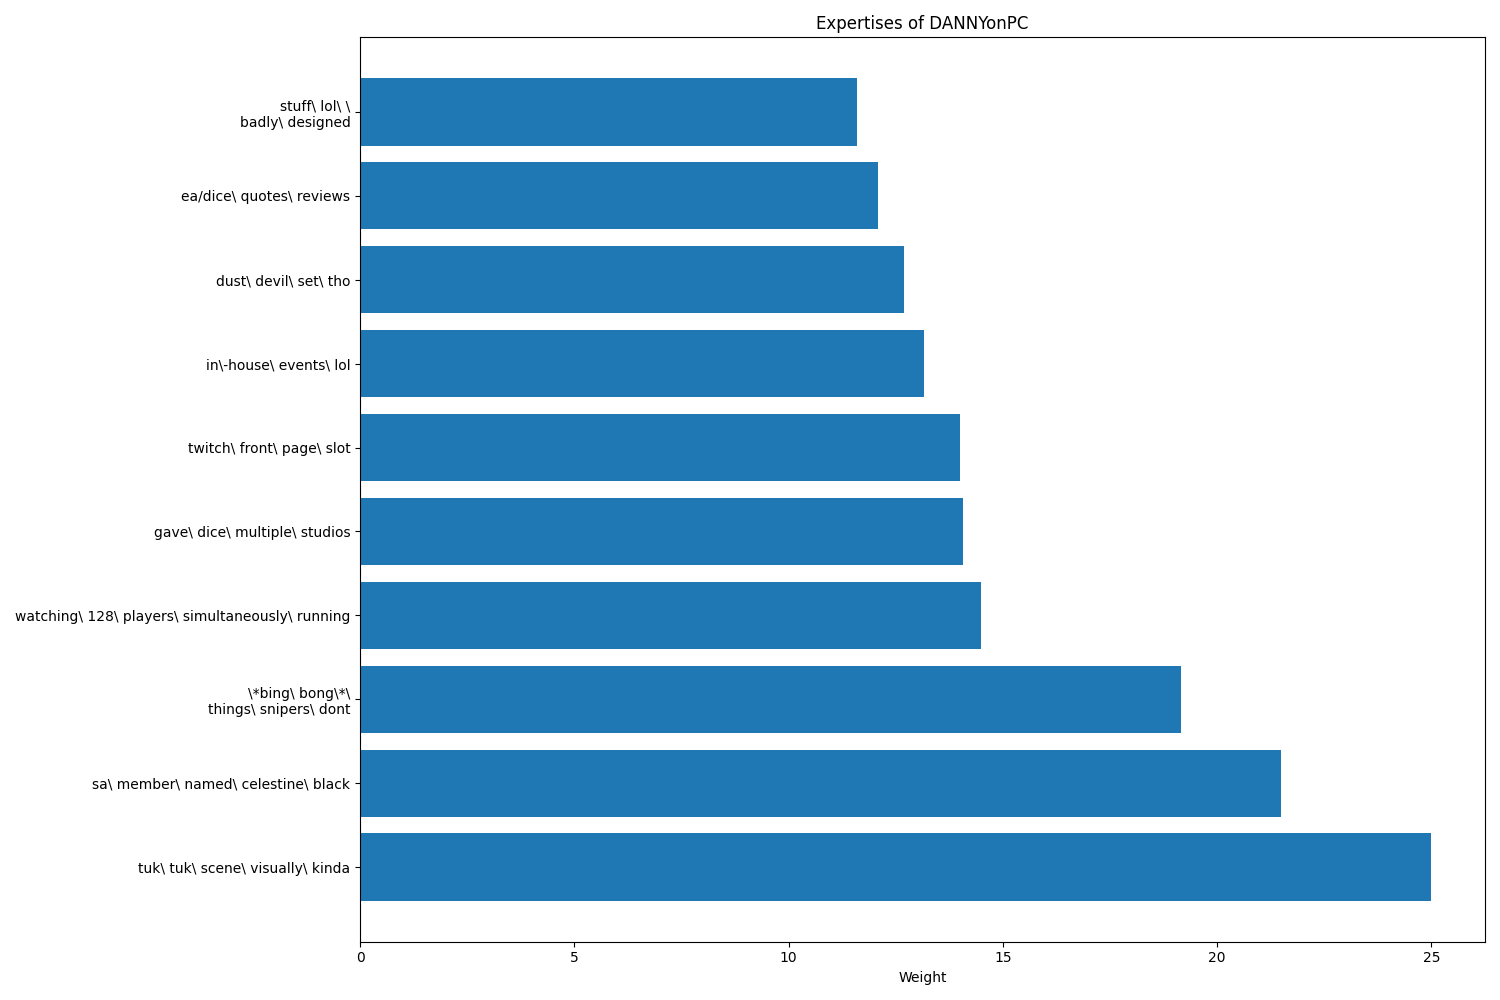 Expertises of DANNYonPC
stuff\ lol\ \
badly\ designed
ea/dice\ quotes\ reviews
dust\ devil\ set\ tho
in\-house\ events\ lol
twitch\ front\ page\ slot
gave\ dice\ multiple\ studios
watching\ 128\ players\ simultaneously\ running
\*bing\ bong\*\
things\ snipers\ dont
sa\ member\ named\ celestine\ black
tuk\ tuk\ scene\ visually\ kinda
0 5 10 15 20 25
Weight